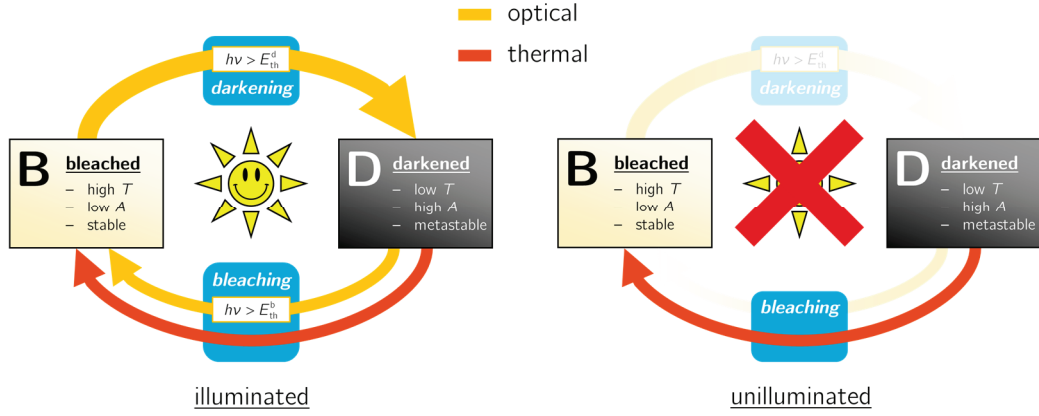 optical
thermal
hν > E_th^d
darkening
B
bleached
– high T
– low A
– stable
D
darkened
– low T
– high A
– metastable
bleaching
hν > E_th^b
illuminated
hν > E_th^d
darkening
B
bleached
– high T
– low A
– stable
D
darkened
– low T
– high A
– metastable
bleaching
unilluminated